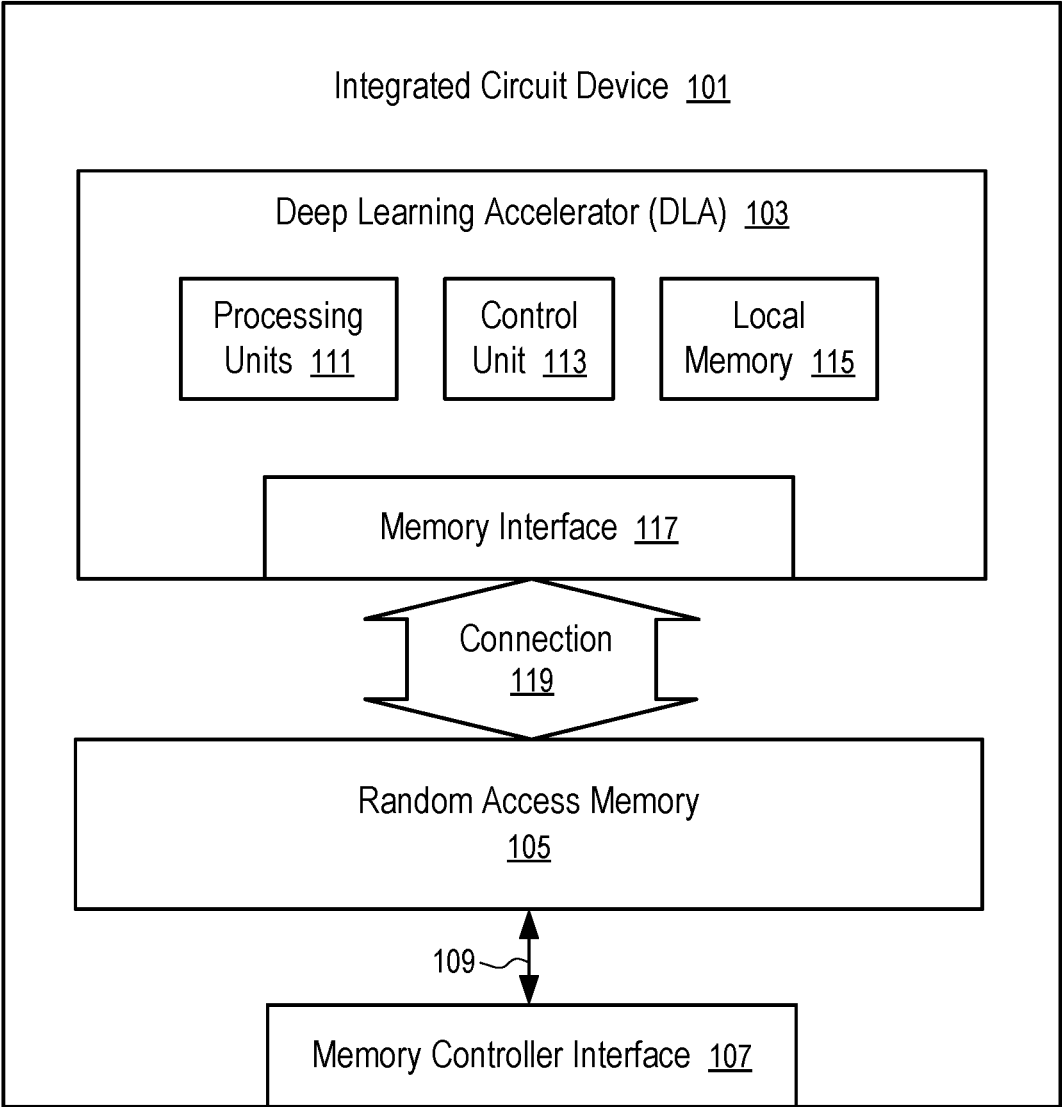 Integrated Circuit Device 101
Deep Learning Accelerator (DLA) 103
Processing
Units 111
Control
Unit 113
Local
Memory 115
Memory Interface 117
Connection
119
Random Access Memory
105
109
Memory Controller Interface 107